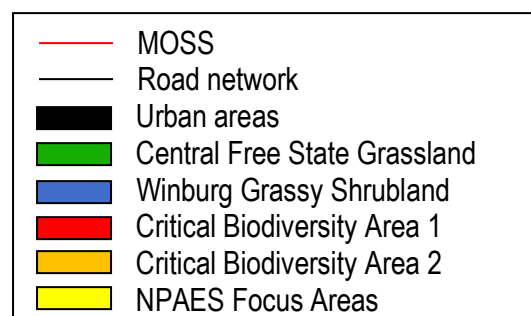 MOSS
Road network
Urban areas
Central Free State Grassland
Winburg Grassy Shrubland
Critical Biodiversity Area 1
Critical Biodiversity Area 2
NPAES Focus Areas